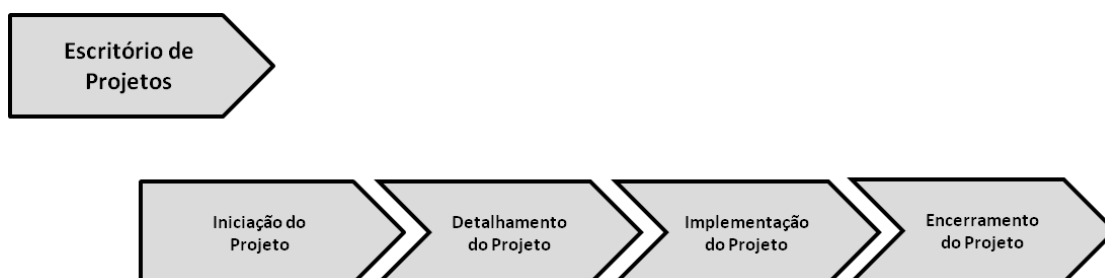 Escritório de
Projetos
Iniciação do
Projeto
Detalhamento
do Projeto
Implementação
do Projeto
Encerramento
do Projeto